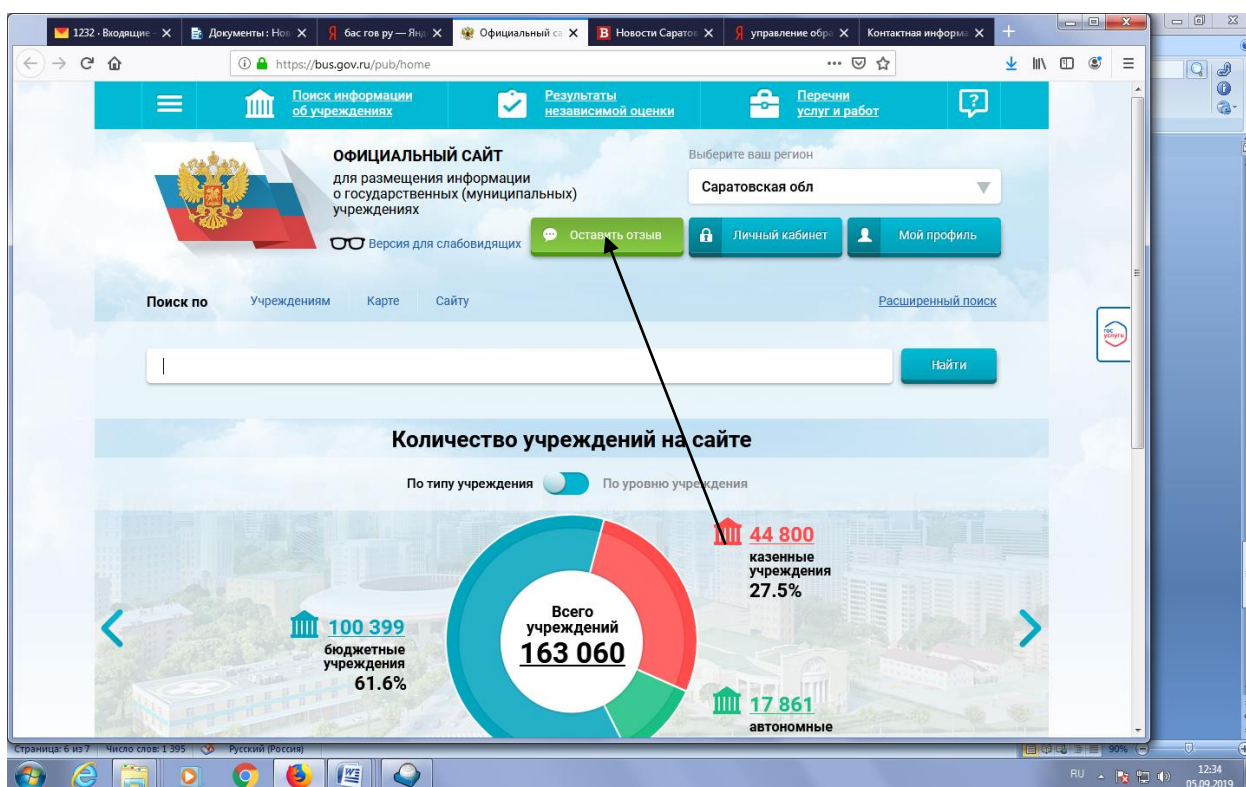 1232 - Входящие -
Документы : Нов
бас гов ру — Янд
Официальный са
Новости Сарато
управление обра
Контактная информа
https://bus.gov.ru/pub/home
Поиск информации
об учреждениях
Результаты
независимой оценки
Перечни
услуг и работ
ОФИЦИАЛЬНЫЙ САЙТ
для размещения информации
о государственных (муниципальных)
учреждениях
Версия для слабовидящих
Выберите ваш регион
Саратовская обл
Оставить отзыв
Личный кабинет
Мой профиль
Поиск по
Учреждениям
Карте
Сайту
Расширенный поиск
гос
услуги
Найти
Количество учреждений на сайте
По типу учреждения
По уровню учреждения
44 800
казенные
учреждения
27.5%
Всего
учреждений
163 060
100 399
бюджетные
учреждения
61.6%
17 861
автономные
Страница: 6 из 7 Число слов: 1 395 Русский (Россия) 90%
RU
12:34
05.09.2019